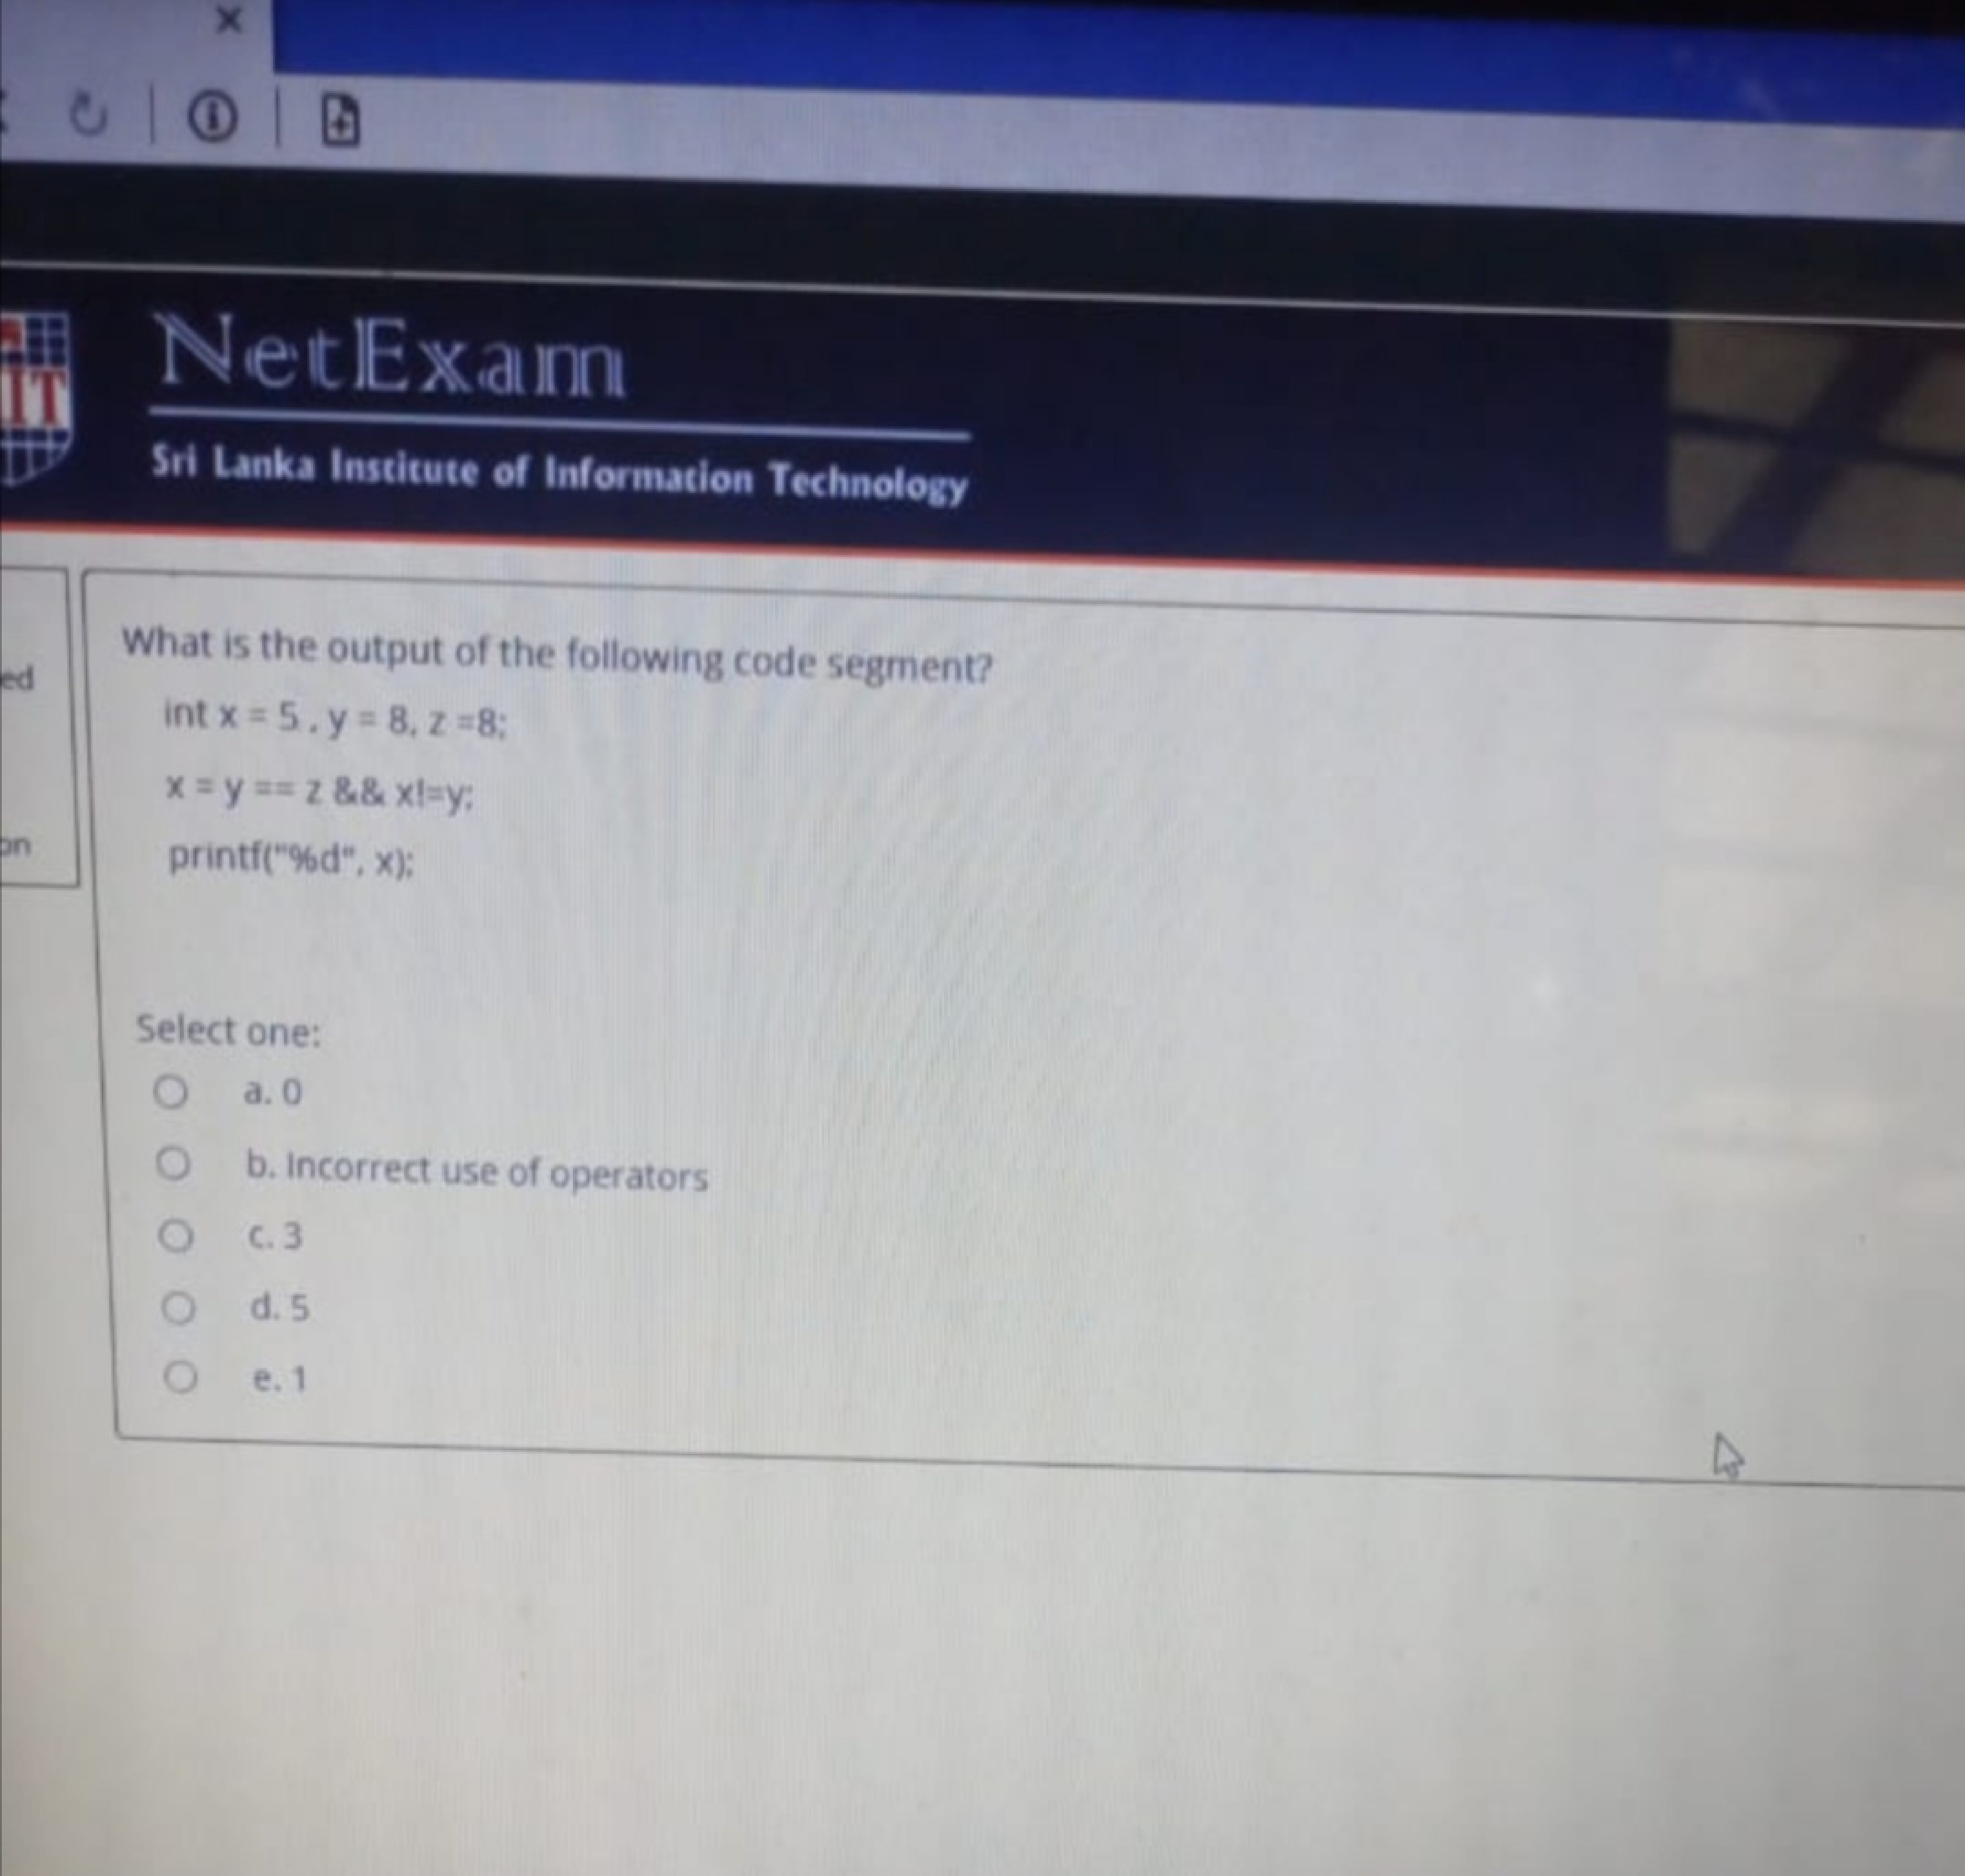 IT
NetExam
Sri Lanka Institute of Information Technology
ed
on
What is the output of the following code segment?
int x = 5 , y = 8, z =8;
x = y == z && x!=y;
printf("%d", x);
Select one:
a. 0
b. Incorrect use of operators
c. 3
d. 5
e. 1